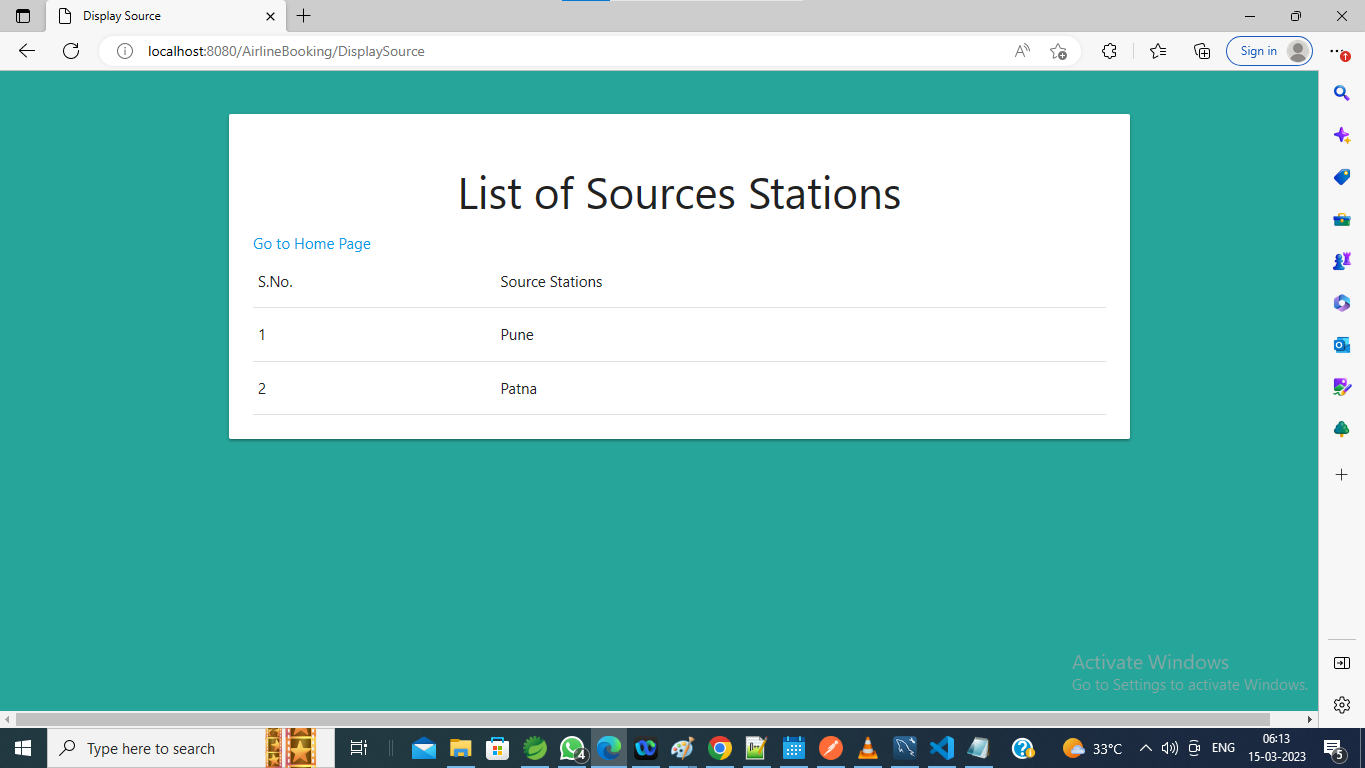 Display Source
localhost:8080/AirlineBooking/DisplaySource
Sign in
List of Sources Stations
Go to Home Page
S.No. Source Stations
1 Pune
2 Patna
Activate Windows
Go to Settings to activate Windows.
Type here to search
4
33°C
ENG
06:13
15-03-2023
5